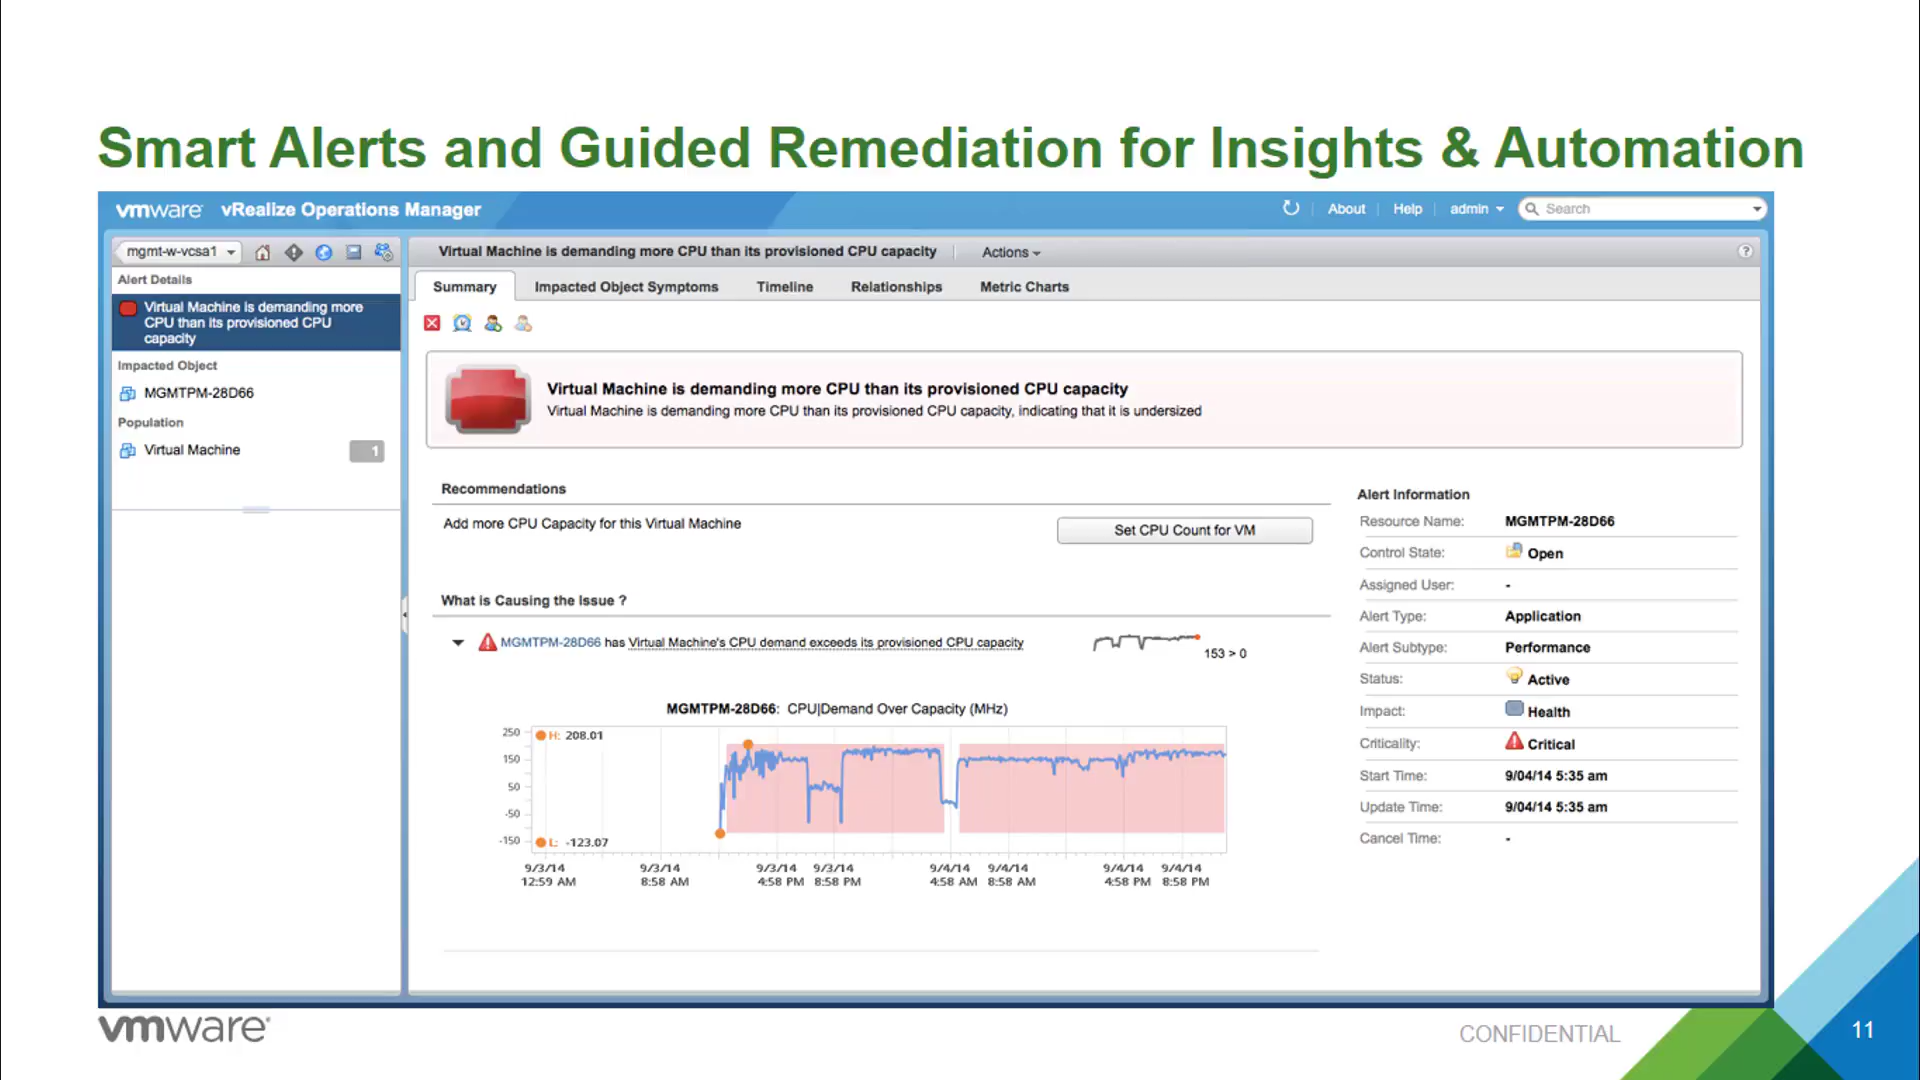 Smart Alerts and Guided Remediation for Insights & Automation
vmware vRealize Operations Manager
About Help admin Search
mgmt-w-vcsa1
Virtual Machine is demanding more CPU than its provisioned CPU capacity Actions ?
Alert Details
Virtual Machine is demanding more
CPU than its provisioned CPU
capacity
Impacted Object
MGMTPM-28D66
Population
Virtual Machine 1
Summary Impacted Object Symptoms Timeline Relationships Metric Charts
Virtual Machine is demanding more CPU than its provisioned CPU capacity
Virtual Machine is demanding more CPU than its provisioned CPU capacity, indicating that it is undersized
Recommendations
Add more CPU Capacity for this Virtual Machine Set CPU Count for VM
What is Causing the Issue ?
MGMTPM-28D66 has Virtual Machine's CPU demand exceeds its provisioned CPU capacity 153 > 0
MGMTPM-28D66: CPU|Demand Over Capacity (MHz)
250
150
50
-50
-150
H: 208.01
L: -123.07
9/3/14 9/3/14 9/3/14 9/3/14 9/4/14 9/4/14 9/4/14 9/4/14
12:59 AM 8:58 AM 4:58 PM 8:58 PM 4:58 AM 8:58 AM 4:58 PM 8:58 PM
Alert Information
Resource Name: MGMTPM-28D66
Control State: Open
Assigned User: -
Alert Type: Application
Alert Subtype: Performance
Status: Active
Impact: Health
Criticality: Critical
Start Time: 9/04/14 5:35 am
Update Time: 9/04/14 5:35 am
Cancel Time: -
vmware
CONFIDENTIAL
11